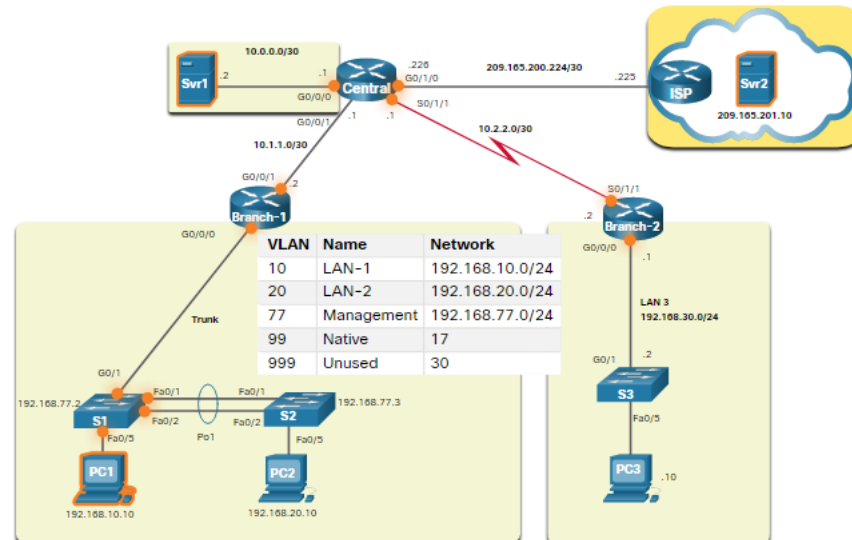 10.0.0.0/30
.2
Svr1
.1
G0/0/0
Central
.226
G0/1/0
209.165.200.224/30
.225
ISP
Svr2
209.165.201.10
G0/0/1
.1
.1
S0/1/1
10.2.2.0/30
10.1.1.0/30
G0/0/1
.2
Branch-1
G0/0/0
S0/1/1
.2
Branch-2
G0/0/0
.1
VLAN Name Network
10 LAN-1 192.168.10.0/24
20 LAN-2 192.168.20.0/24
77 Management 192.168.77.0/24
99 Native 17
999 Unused 30
Trunk
LAN 3
192.168.30.0/24
G0/1
192.168.77.2
S1
Fa0/1
Fa0/1
Fa0/2
Fa0/2
Po1
S2
192.168.77.3
Fa0/5
Fa0/5
PC1
192.168.10.10
PC2
192.168.20.10
G0/1
.2
S3
Fa0/5
PC3
.10